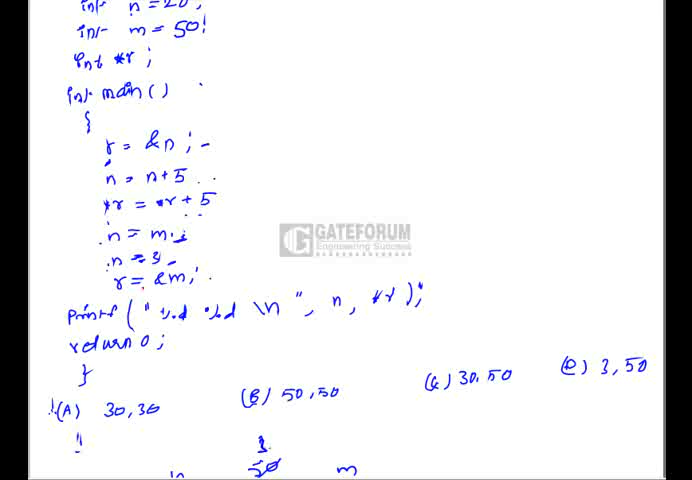 int n = 20;
int m = 50;
int *r ;
int main()
{
r = &n ;
n = n + 5
*r = *r + 5
n = m ;
n = 3
r = &m;
printf (" %d %d \n ", n, *r );
return 0 ;
}
(A) 30, 30 (B) 50, 50 (C) 30, 50 (D) 3, 50
3
50 m
GATEFORUM
Engineering Success